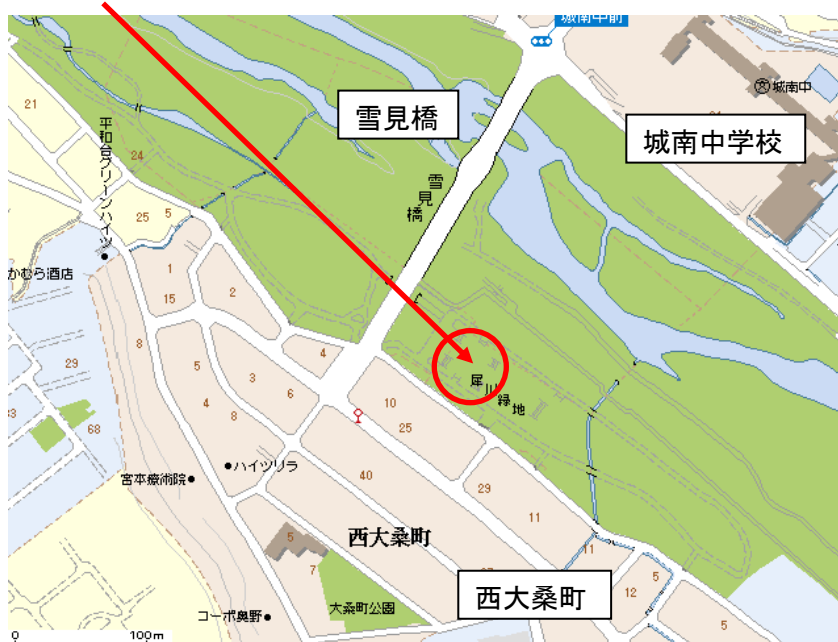 城南中前
雪見橋
城南中
城南中学校
21
平和台グリーンハイツ
24
雪見橋
25
5
かむら酒店
1
2
15
8
4
5
3
29
6
犀川緑地
4
8
10
25
68
ハイツリラ
宮本療術院
40
29
11
西大桑町
5
11
7
5
西大桑町
12
大桑町公園
コーポ奥野
5
0
100m